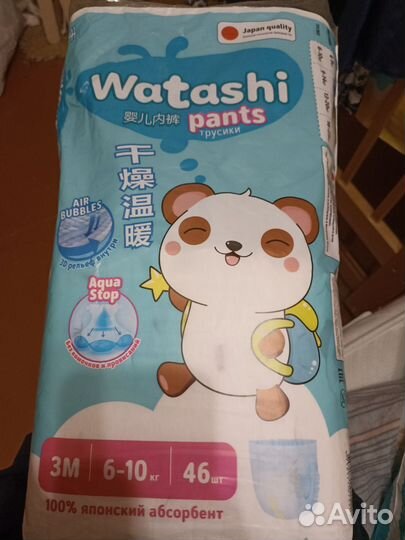 Japan quality
Watashi
婴儿内裤
pants
трусики
干燥温暖
AIR
BUBBLES
3D рельеф внутри
Aqua
Stop
Без комочков и провисаний
3M
6-10 кг
46 шт
100% японский абсорбент
Avito